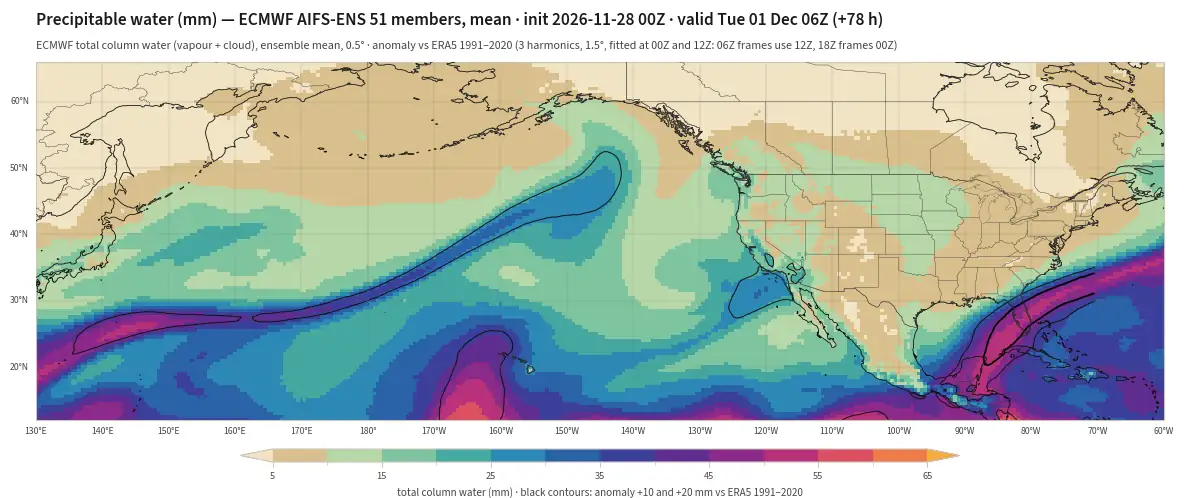 Precipitable water (mm) — ECMWF AIFS-ENS 51 members, mean · init 2026-11-28 00Z · valid Tue 01 Dec 06Z (+78 h)
ECMWF total column water (vapour + cloud), ensemble mean, 0.5° · anomaly vs ERA5 1991–2020 (3 harmonics, 1.5°, fitted at 00Z and 12Z: 06Z frames use 12Z, 18Z frames 00Z)
60°N
50°N
40°N
30°N
20°N
130°E 140°E 150°E 160°E 170°E 180° 170°W 160°W 150°W 140°W 130°W 120°W 110°W 100°W 90°W 80°W 70°W 60°W
5 15 25 35 45 55 65
total column water (mm) · black contours: anomaly +10 and +20 mm vs ERA5 1991–2020